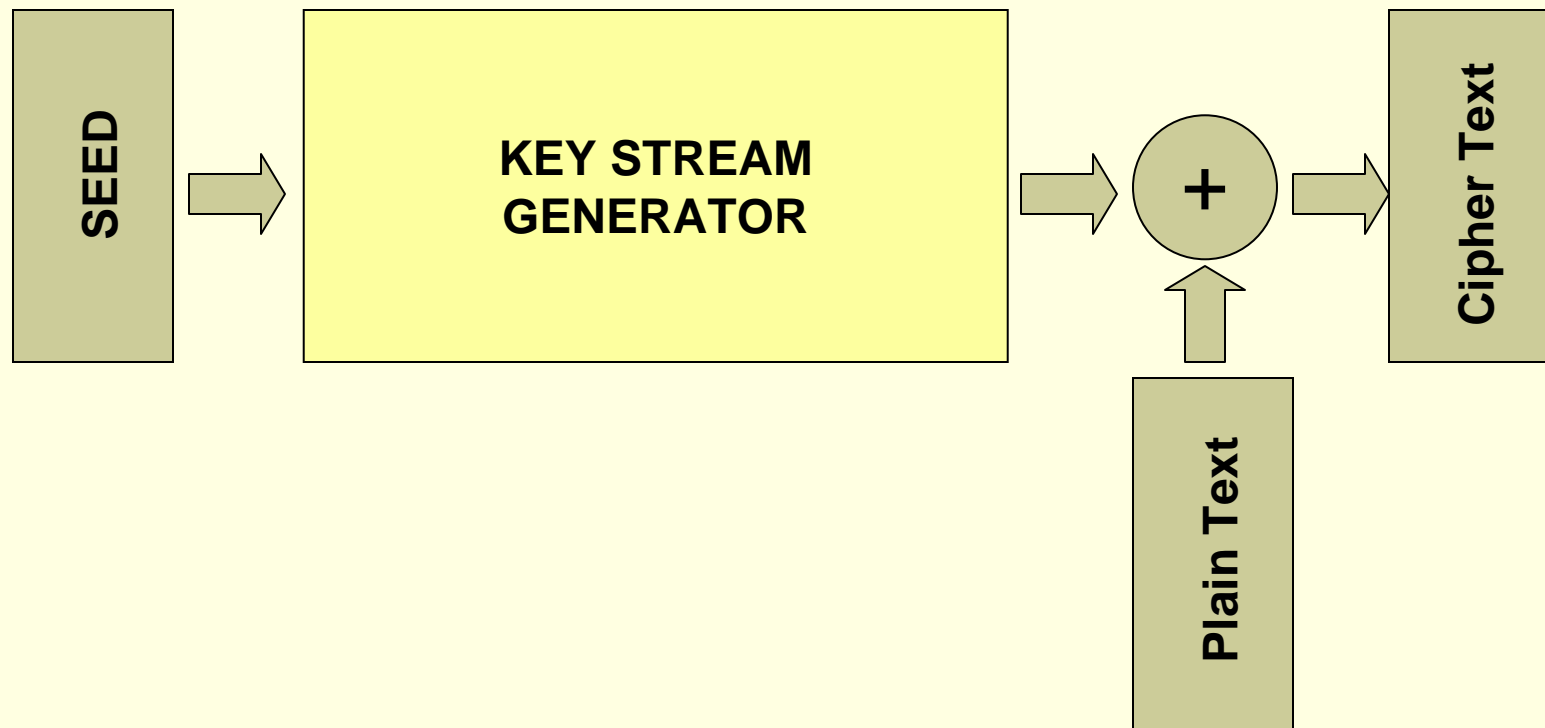 SEED
KEY STREAM
GENERATOR
+
Cipher Text
Plain Text